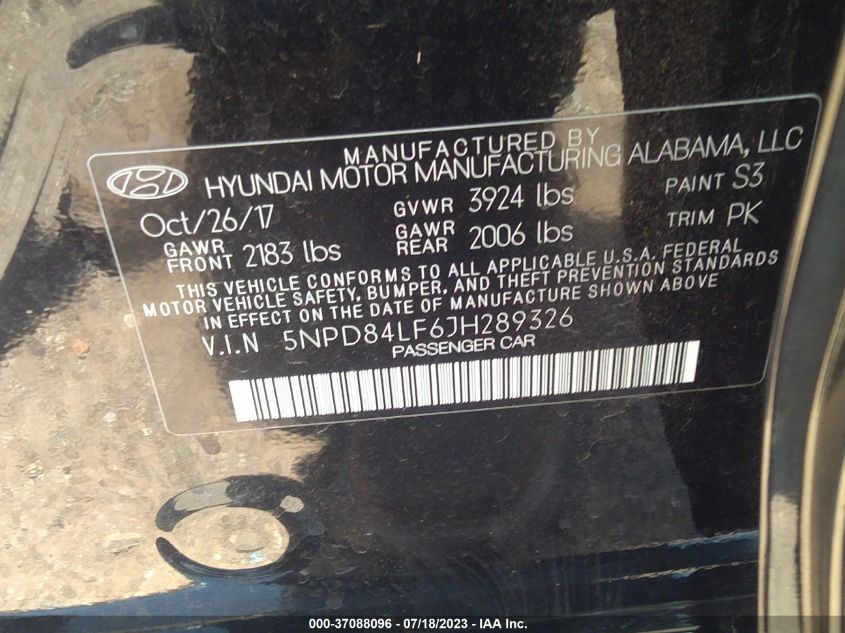 MANUFACTURED BY
HYUNDAI MOTOR MANUFACTURING ALABAMA, LLC
Oct/26/17 GVWR 3924 lbs PAINT S3
GAWR FRONT 2183 lbs GAWR REAR 2006 lbs TRIM PK
THIS VEHICLE CONFORMS TO ALL APPLICABLE U.S.A. FEDERAL
MOTOR VEHICLE SAFETY, BUMPER, AND THEFT PREVENTION STANDARDS
IN EFFECT ON THE DATE OF MANUFACTURE SHOWN ABOVE
V.I.N 5NPD84LF6JH289326
PASSENGER CAR
000-37088096 - 07/18/2023 - IAA Inc.